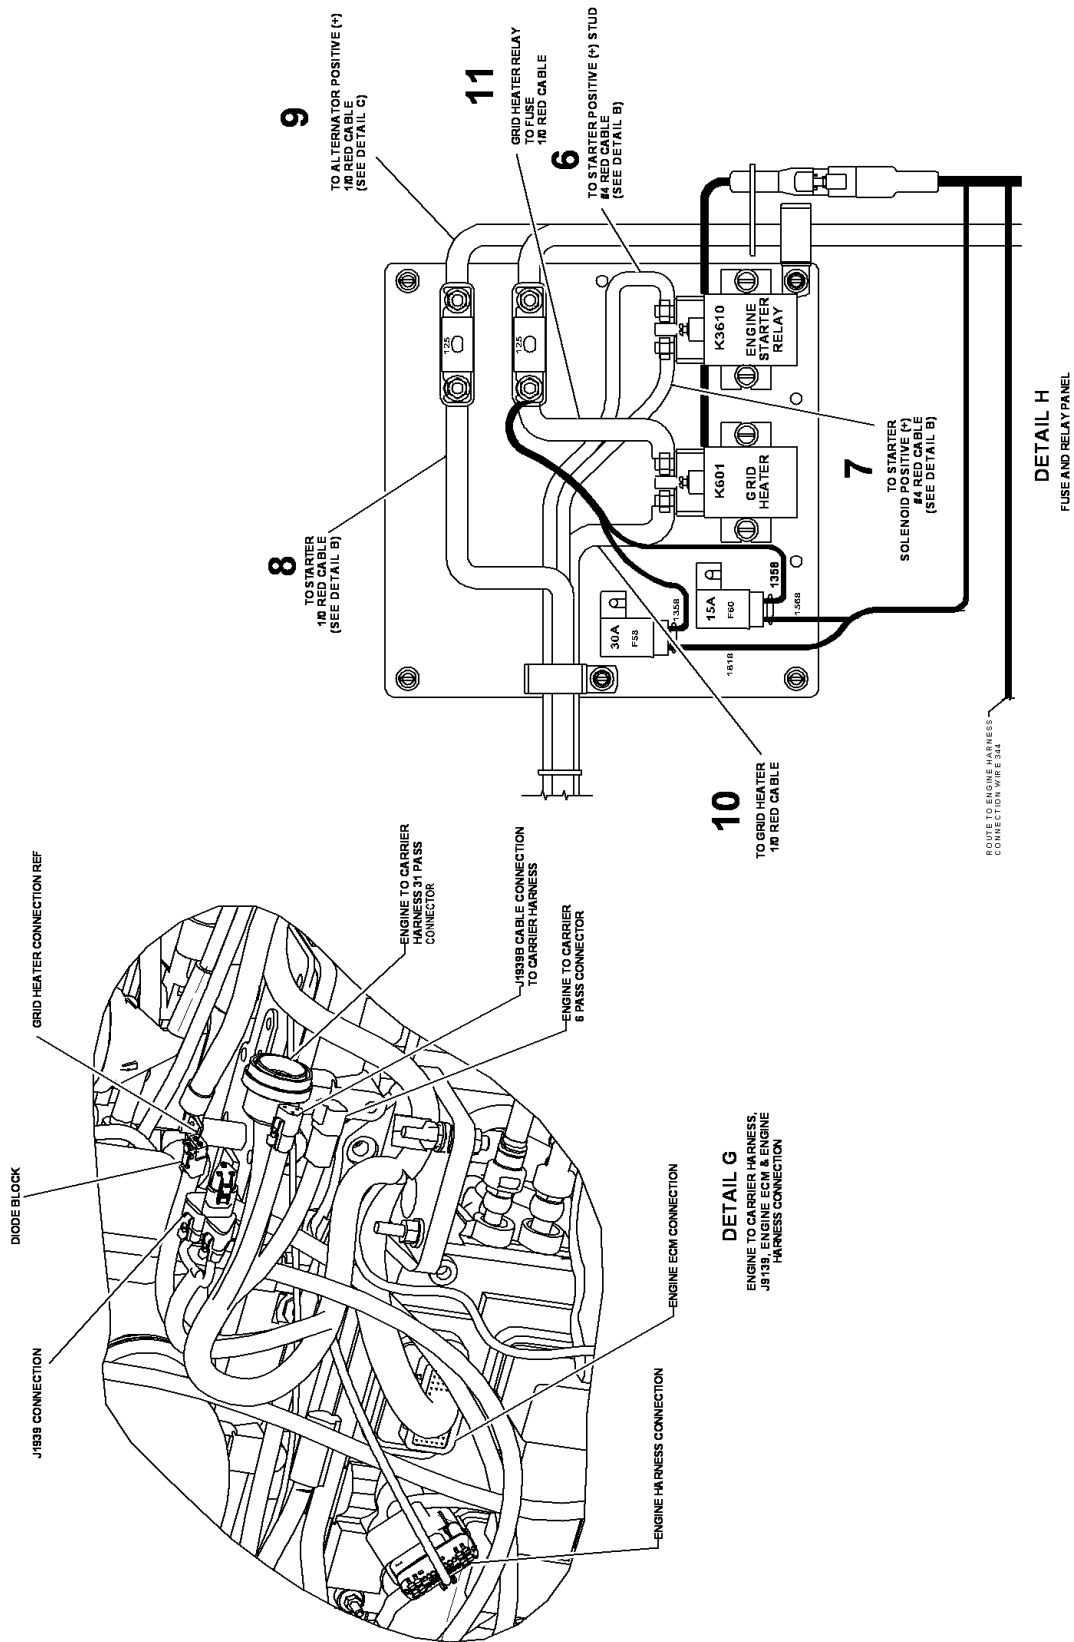 DIODE BLOCK
J1939 CONNECTION
GRID HEATER CONNECTION REF
ENGINE TO CARRIER
HARNESS 31 PASS
CONNECTOR
J1939B CABLE CONNECTION
TO CARRIER HARNESS
ENGINE TO CARRIER
6 PASS CONNECTOR
ENGINE ECM CONNECTION
ENGINE HARNESS CONNECTION
DETAIL G
ENGINE TO CARRIER HARNESS,
J9139, ENGINE ECM & ENGINE
HARNESS CONNECTION
9
TO ALTERNATOR POSITIVE (+)
1/0 RED CABLE
(SEE DETAIL C)
11
GRID HEATER RELAY
TO FUSE
1/0 RED CABLE
6
TO STARTER POSITIVE (+) STUD
#4 RED CABLE
(SEE DETAIL B)
8
TO STARTER
1/0 RED CABLE
(SEE DETAIL B)
125
125
K3610
ENGINE
STARTER
RELAY
K601
GRID
HEATER
30A
F58
1358
1818
15A
F60
1358
1568
7
TO STARTER
SOLENOID POSITIVE (+)
#4 RED CABLE
(SEE DETAIL B)
10
TO GRID HEATER
1/0 RED CABLE
ROUTE TO ENGINE HARNESS
CONNECTION WIRE 344
DETAIL H
FUSE AND RELAY PANEL